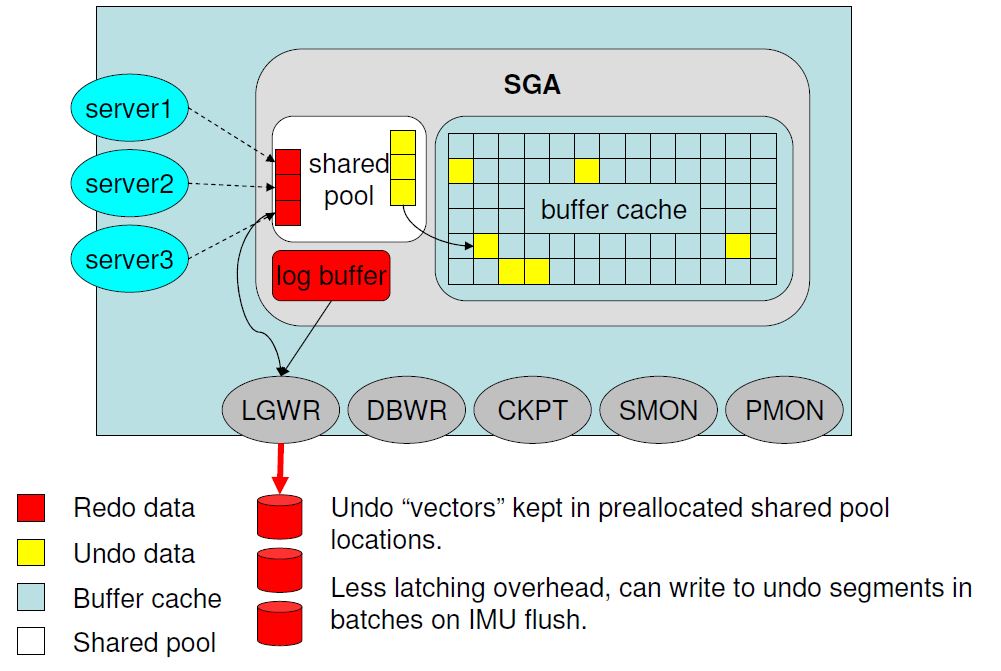 SGA
server1
server2
server3
shared
pool
buffer cache
log buffer
LGWR
DBWR
CKPT
SMON
PMON
Redo data
Undo data
Buffer cache
Shared pool
Undo “vectors” kept in preallocated shared pool
locations.
Less latching overhead, can write to undo segments in
batches on IMU flush.